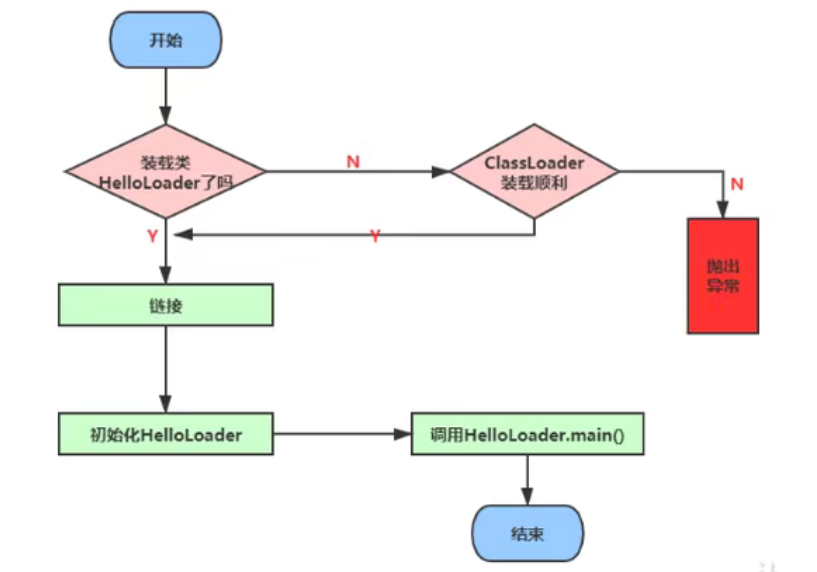 开始
装载类
HelloLoader了吗
N
ClassLoader
装载顺利
N
Y
Y
抛出
异常
链接
初始化HelloLoader
调用HelloLoader.main()
结束